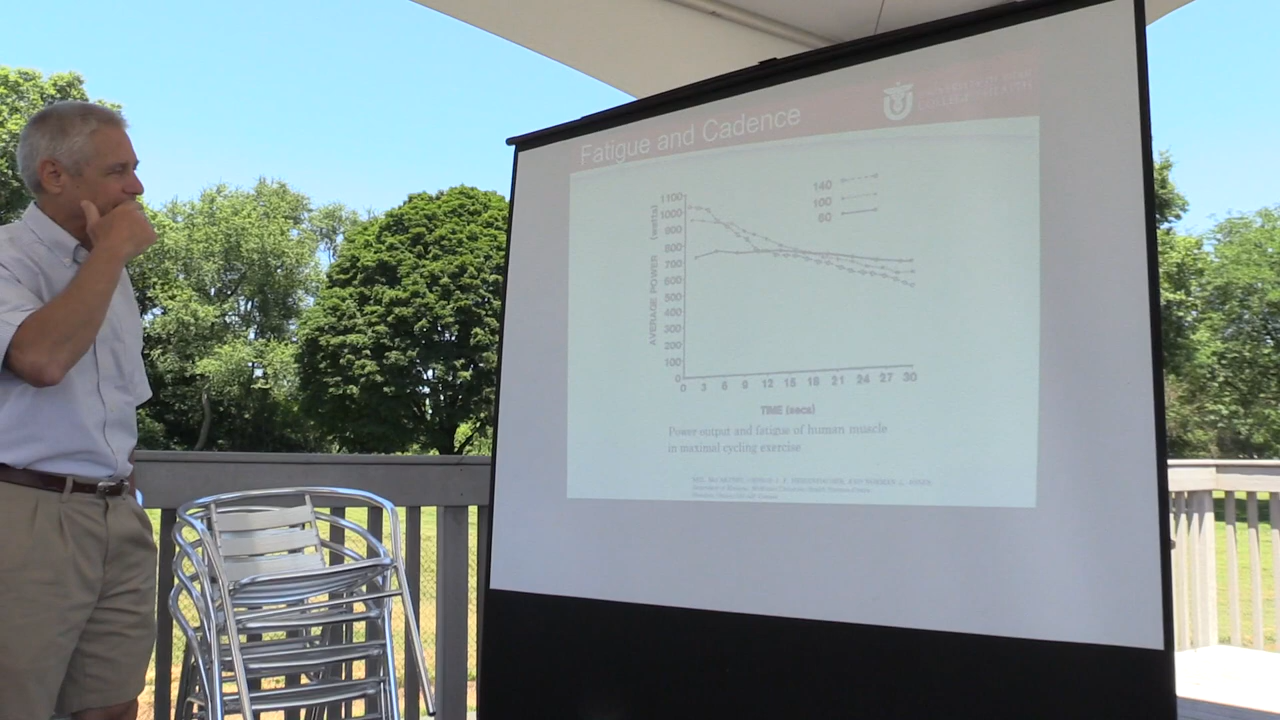 Fatigue and Cadence
140
100
60
AVERAGE POWER (watts)
1100
1000
900
800
700
600
500
400
300
200
100
0
0 3 6 9 12 15 18 21 24 27 30
TIME (secs)
Power output and fatigue of human muscle
in maximal cycling exercise